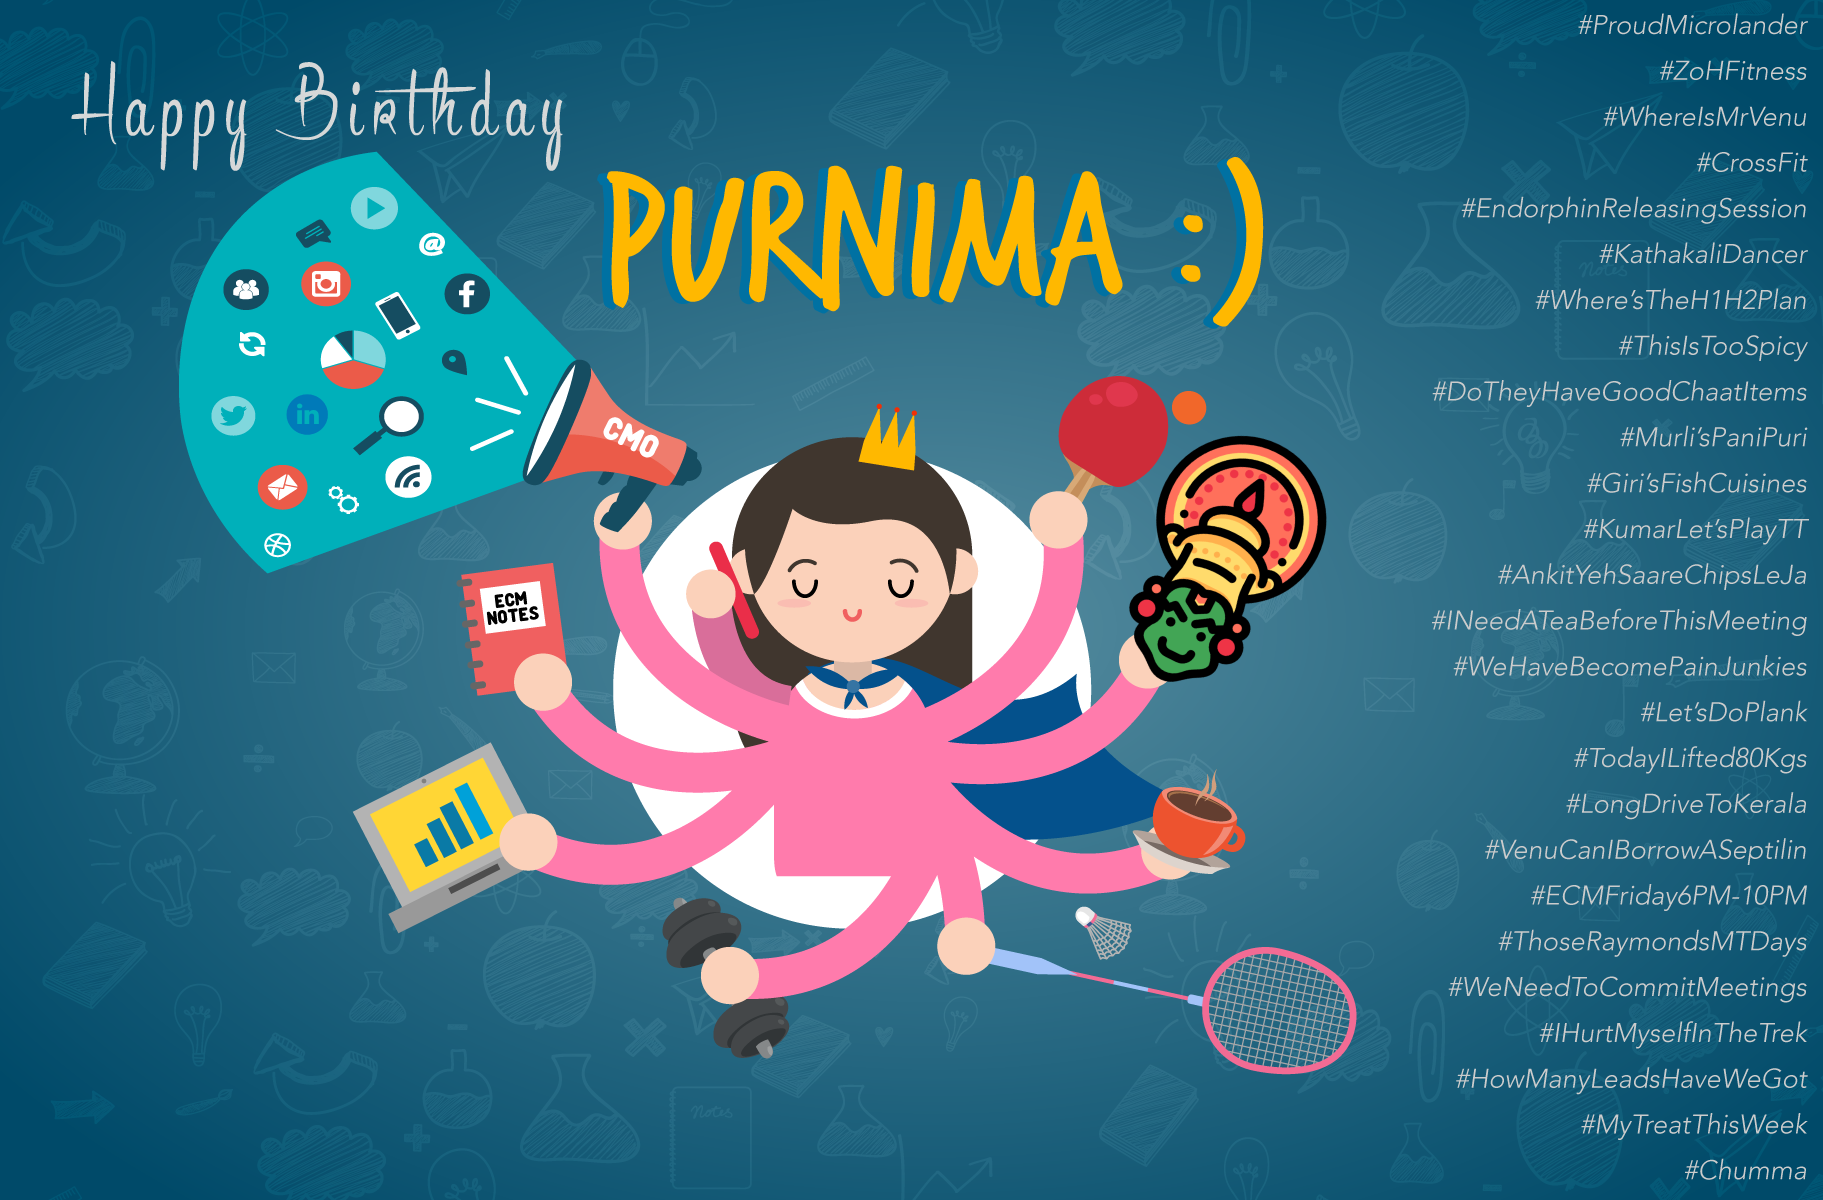 Happy Birthday
PURNIMA :)
CMO
ECM
NOTES
#ProudMicrolander
#ZoHFitness
#WhereIsMrVenu
#CrossFit
#EndorphinReleasingSession
#KathakaliDancer
#Where'sTheH1H2Plan
#ThisIsTooSpicy
#DoTheyHaveGoodChaatItems
#Murli'sPaniPuri
#Giri'sFishCuisines
#KumarLet'sPlayTT
#AnkitYehSaareChipsLeJa
#INeedATeaBeforeThisMeeting
#WeHaveBecomePainJunkies
#Let'sDoPlank
#TodayILifted80Kgs
#LongDriveToKerala
#VenuCanIBorrowASeptilin
#ECMFriday6PM-10PM
#ThoseRaymondsMTDays
#WeNeedToCommitMeetings
#IHurtMyselfInTheTrek
#HowManyLeadsHaveWeGot
#MyTreatThisWeek
#Chumma
Notes
Notes